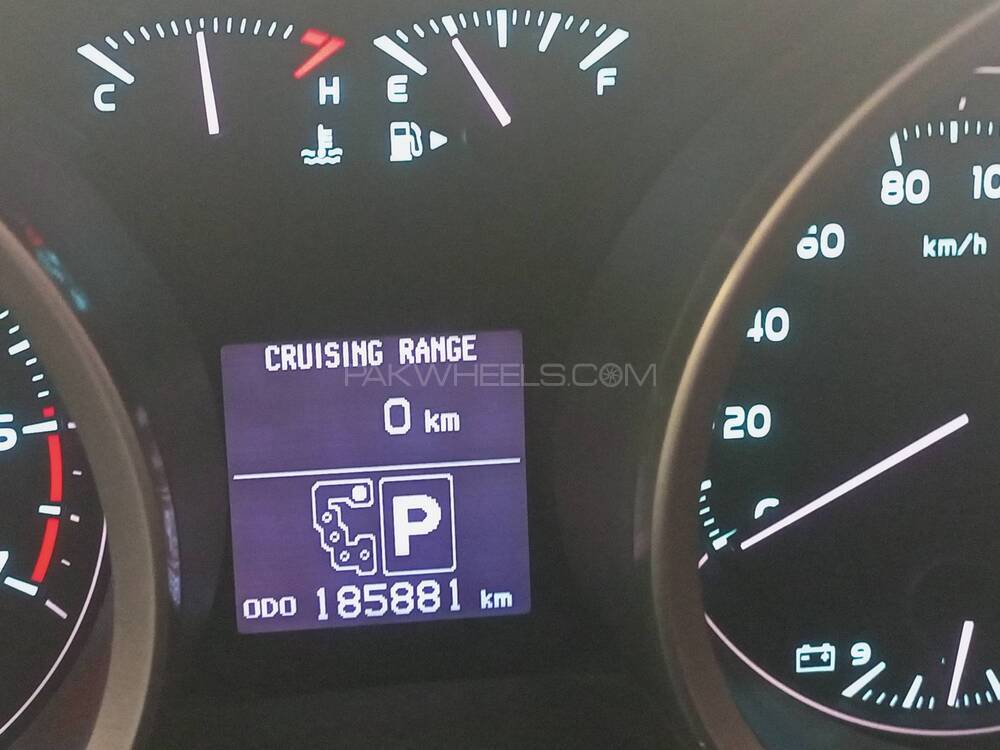 C H E F
80 10
60
km/h
40
CRUISING RANGE
PAKWHEELS.COM
0 km
20
P
ODO 185881 km
9